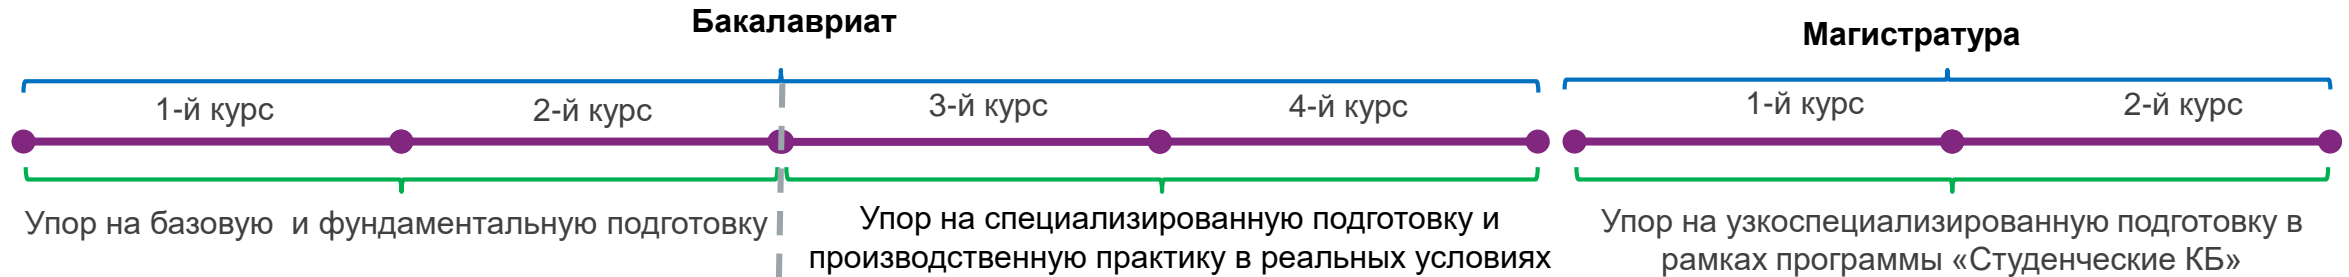 Бакалавриат
Магистратура
1-й курс
2-й курс
3-й курс
4-й курс
1-й курс
2-й курс
Упор на базовую  и фундаментальную подготовку
Упор на специализированную подготовку и
производственную практику в реальных условиях
Упор на узкоспециализированную подготовку в
рамках программы «Студенческие КБ»